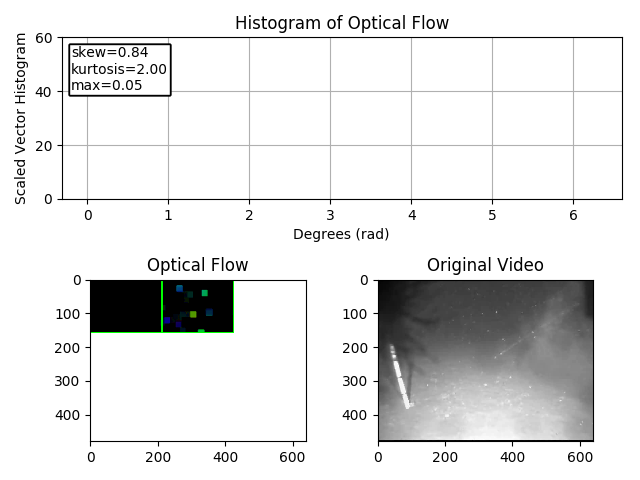 Histogram of Optical Flow
Scaled Vector Histogram
60
40
20
0
skew=0.84
kurtosis=2.00
max=0.05
0 1 2 3 4 5 6
Degrees (rad)
Optical Flow
0
100
200
300
400
0 200 400 600
Original Video
0
100
200
300
400
0 200 400 600